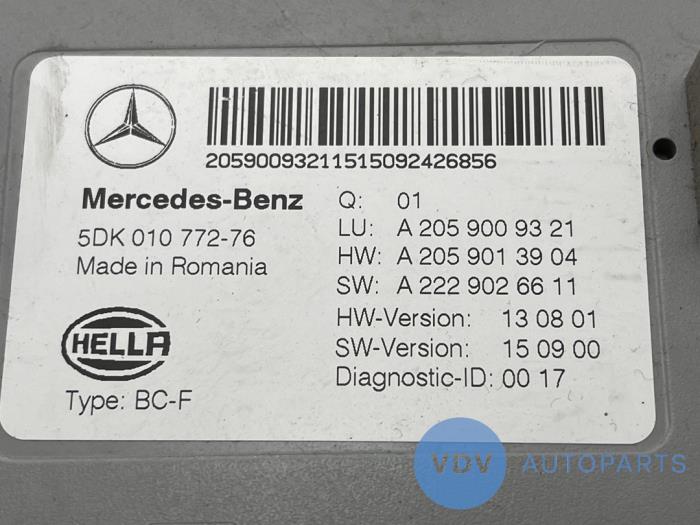 20590093211515092426856
Mercedes-Benz
5DK 010 772-76
Made in Romania
HELLA
Type: BC-F
Q: 01
LU: A 205 900 93 21
HW: A 205 901 39 04
SW: A 222 902 66 11
HW-Version: 13 08 01
SW-Version: 15 09 00
Diagnostic-ID: 00 17
VDV AUTOPARTS